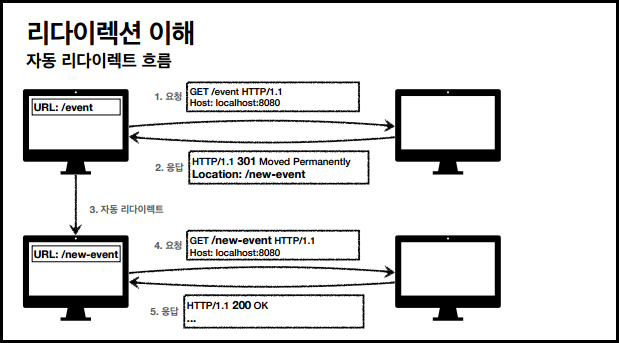 리다이렉션 이해
자동 리다이렉트 흐름
URL: /event
1. 요청
GET /event HTTP/1.1
Host: localhost:8080
2. 응답
HTTP/1.1 301 Moved Permanently
Location: /new-event
3. 자동 리다이렉트
URL: /new-event
4. 요청
GET /new-event HTTP/1.1
Host: localhost:8080
5. 응답
HTTP/1.1 200 OK
...